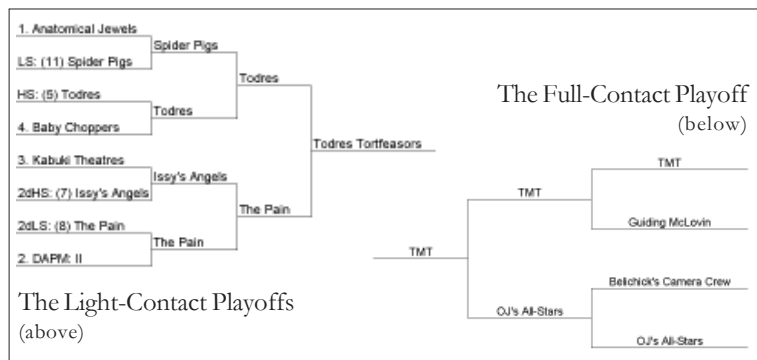 1. Anatomical Jewels
Spider Pigs
LS: (11) Spider Pigs
Todres
HS: (5) Todres
Todres
4. Baby Choppers
Todres Tortfeasors
3. Kabuki Theatres
Issy's Angels
2dHS: (7) Issy's Angels
The Pain
2dLS: (8) The Pain
The Pain
2. DAPM: II
The Light-Contact Playoffs
(above)
The Full-Contact Playoff
(below)
TMT
TMT
Guiding McLovin
TMT
Belichick's Camera Crew
OJ's All-Stars
OJ's All-Stars